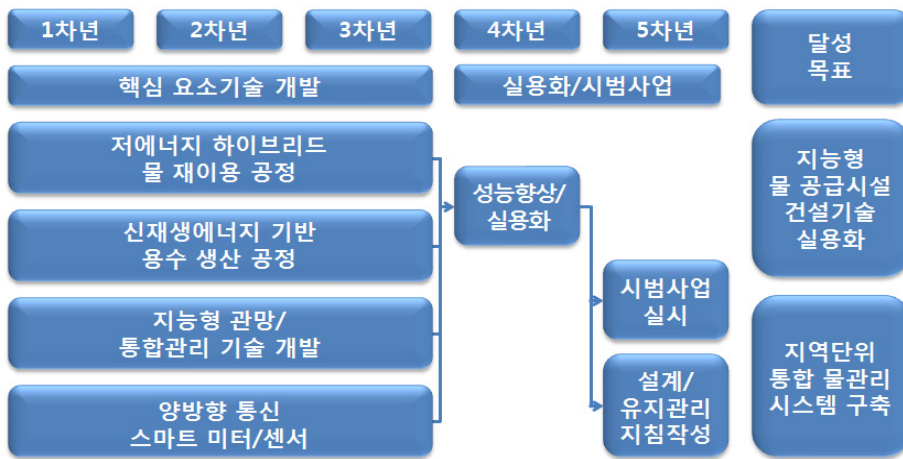 1차년
2차년
3차년
4차년
5차년
달성
목표
핵심 요소기술 개발
실용화/시범사업
저에너지 하이브리드
물 재이용 공정
신재생에너지 기반
용수 생산 공정
지능형 관망/
통합관리 기술 개발
양방향 통신
스마트 미터/센서
성능향상/
실용화
시범사업
실시
설계/
유지관리
지침작성
지능형
물 공급시설
건설기술
실용화
지역단위
통합 물관리
시스템 구축